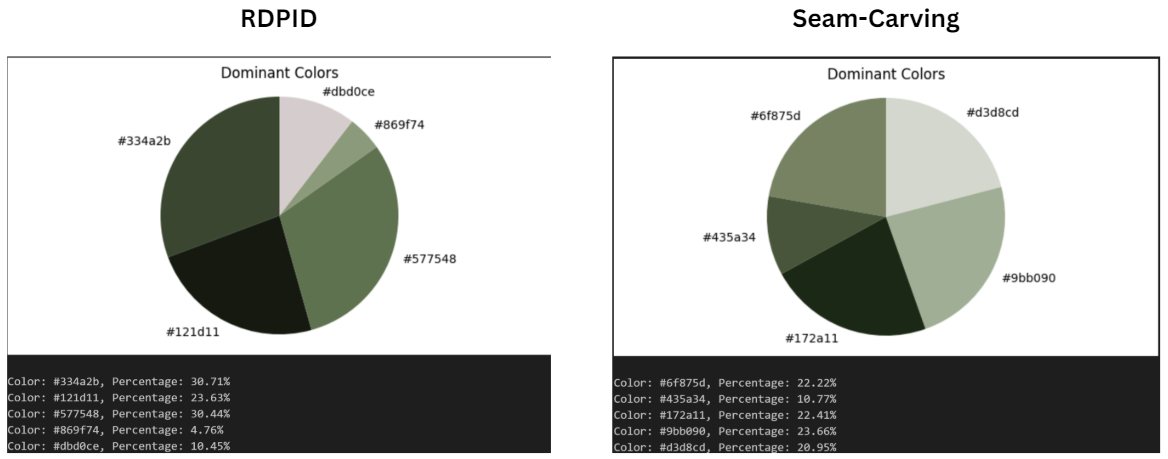 RDPID
Dominant Colors
#dbd0ce
#869f74
#334a2b
#577548
#121d11
Color: #334a2b, Percentage: 30.71%
Color: #121d11, Percentage: 23.63%
Color: #577548, Percentage: 30.44%
Color: #869f74, Percentage: 4.76%
Color: #dbd0ce, Percentage: 10.45%
Seam-Carving
Dominant Colors
#6f875d
#d3d8cd
#435a34
#9bb090
#172a11
Color: #6f875d, Percentage: 22.22%
Color: #435a34, Percentage: 10.77%
Color: #172a11, Percentage: 22.41%
Color: #9bb090, Percentage: 23.66%
Color: #d3d8cd, Percentage: 20.95%